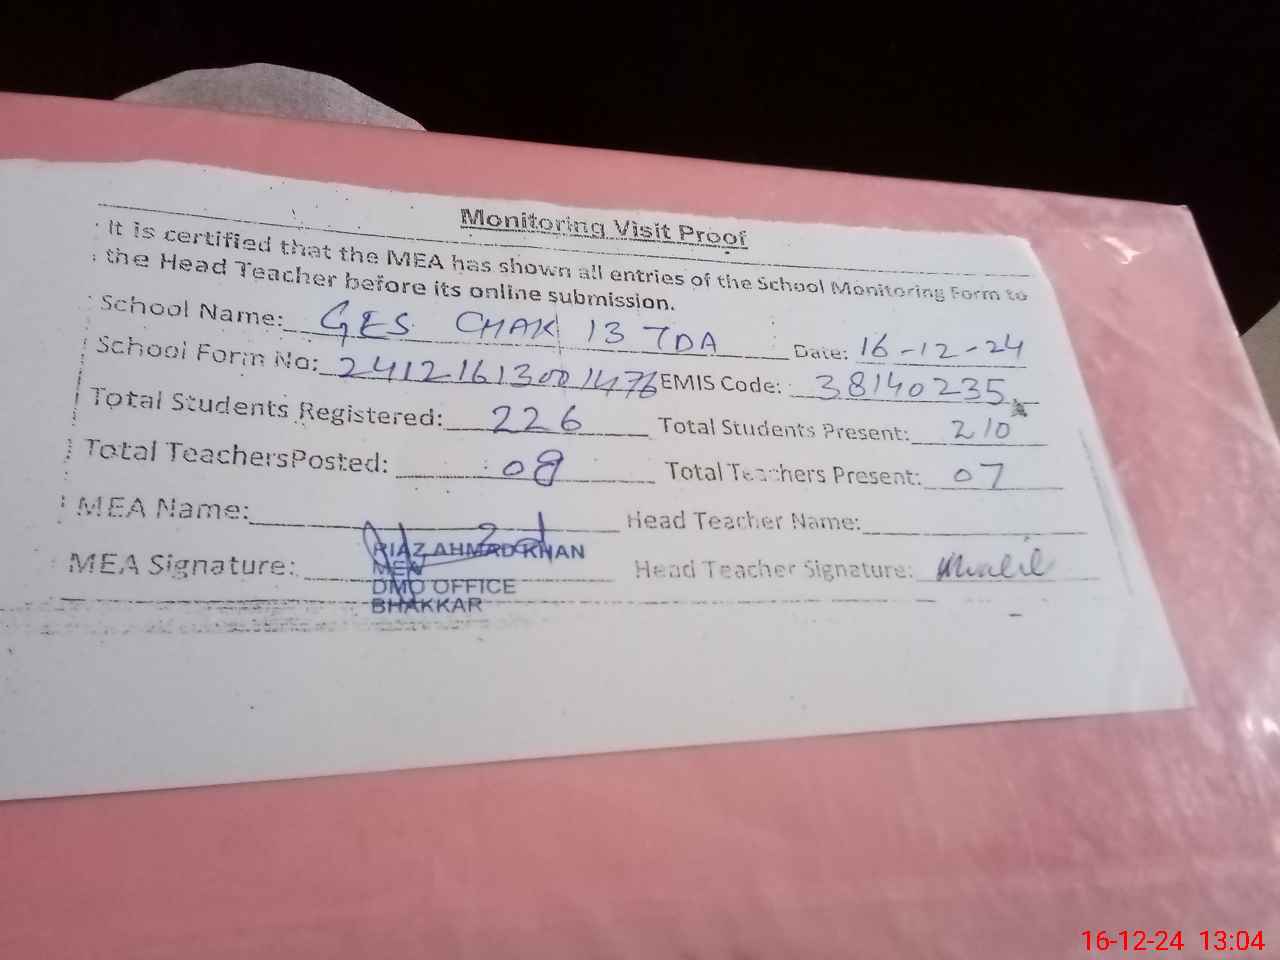 Monitoring Visit Proof
It is certified that the MEA has shown all entries of the School Monitoring Form to
the Head Teacher before its online submission.
School Name: GES CHAK 13 TDA Date: 16-12-24
School Form No: 2412161300 1476 EMIS Code: 38140235
Total Students Registered: 226 Total Students Present: 210
Total TeachersPosted: 08 Total Teachers Present: 07
MEA Name: Head Teacher Name:
RIAZ AHMAD KHAN
MEA
MEA Signature: Head Teacher Signature:
DMO OFFICE
BHAKKAR
16-12-24 13:04